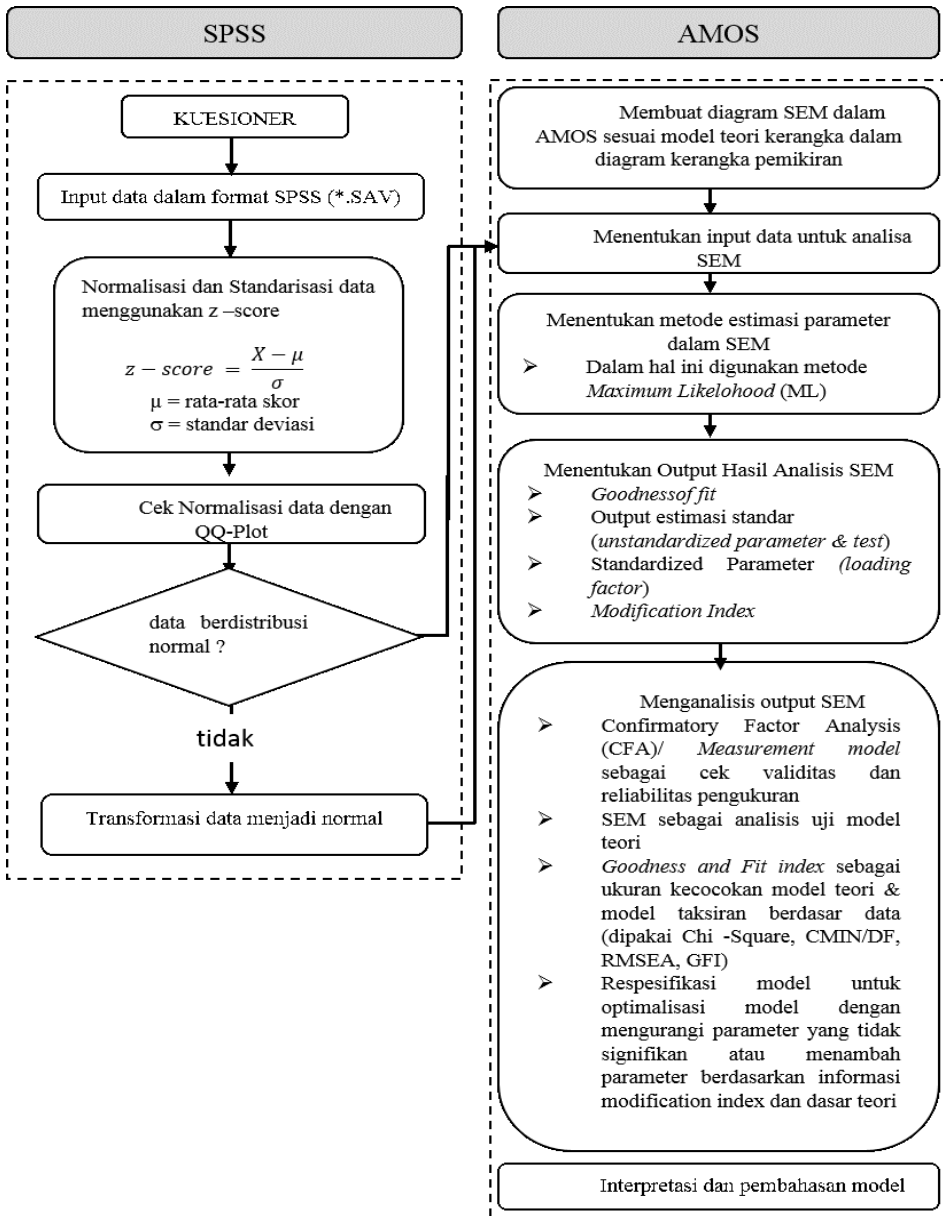 SPSS
KUESIONER
Input data dalam format SPSS (*.SAV)
Normalisasi dan Standarisasi data
menggunakan z –score
z − score = X − μ / σ
μ = rata-rata skor
σ = standar deviasi
Cek Normalisasi data dengan
QQ-Plot
data berdistribusi
normal ?
tidak
Transformasi data menjadi normal
AMOS
Membuat diagram SEM dalam
AMOS sesuai model teori kerangka dalam
diagram kerangka pemikiran
Menentukan input data untuk analisa
SEM
Menentukan metode estimasi parameter
dalam SEM
➢ Dalam hal ini digunakan metode
Maximum Likelohood (ML)
Menentukan Output Hasil Analisis SEM
➢ Goodnessof fit
➢ Output estimasi standar
(unstandardized parameter & test)
➢ Standardized Parameter (loading
factor)
➢ Modification Index
Menganalisis output SEM
➢ Confirmatory Factor Analysis
(CFA)/ Measurement model
sebagai cek validitas dan
reliabilitas pengukuran
➢ SEM sebagai analisis uji model
teori
➢ Goodness and Fit index sebagai
ukuran kecocokan model teori &
model taksiran berdasar data
(dipakai Chi -Square, CMIN/DF,
RMSEA, GFI)
➢ Respesifikasi model untuk
optimalisasi model dengan
mengurangi parameter yang tidak
signifikan atau menambah
parameter berdasarkan informasi
modification index dan dasar teori
Interpretasi dan pembahasan model